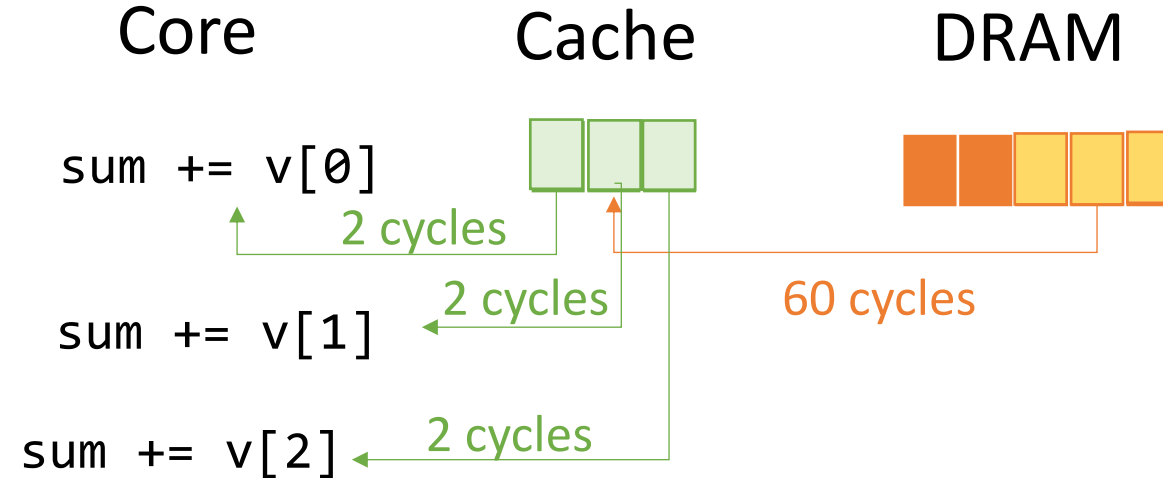 Core
Cache
DRAM
sum += v[0]
2 cycles
2 cycles
60 cycles
sum += v[1]
2 cycles
sum += v[2]